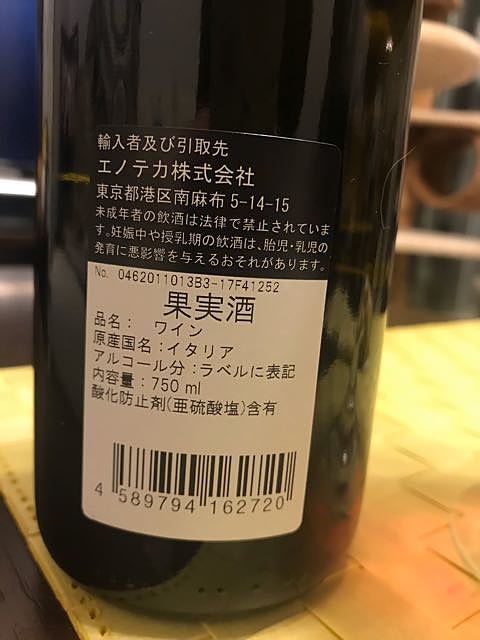 輸入者及び引取先
エノテカ株式会社
東京都港区南麻布 5-14-15
未成年者の飲酒は法律で禁止されていま
す。妊娠中や授乳期の飲酒は、胎児・乳児の
発育に悪影響を与えるおそれがあります。
No. 0462011013B3-17F41252
果実酒
品名： ワイン
原産国名：イタリア
アルコール分：ラベルに表記
内容量：750 ml
酸化防止剤(亜硫酸塩)含有
4 589794 162720